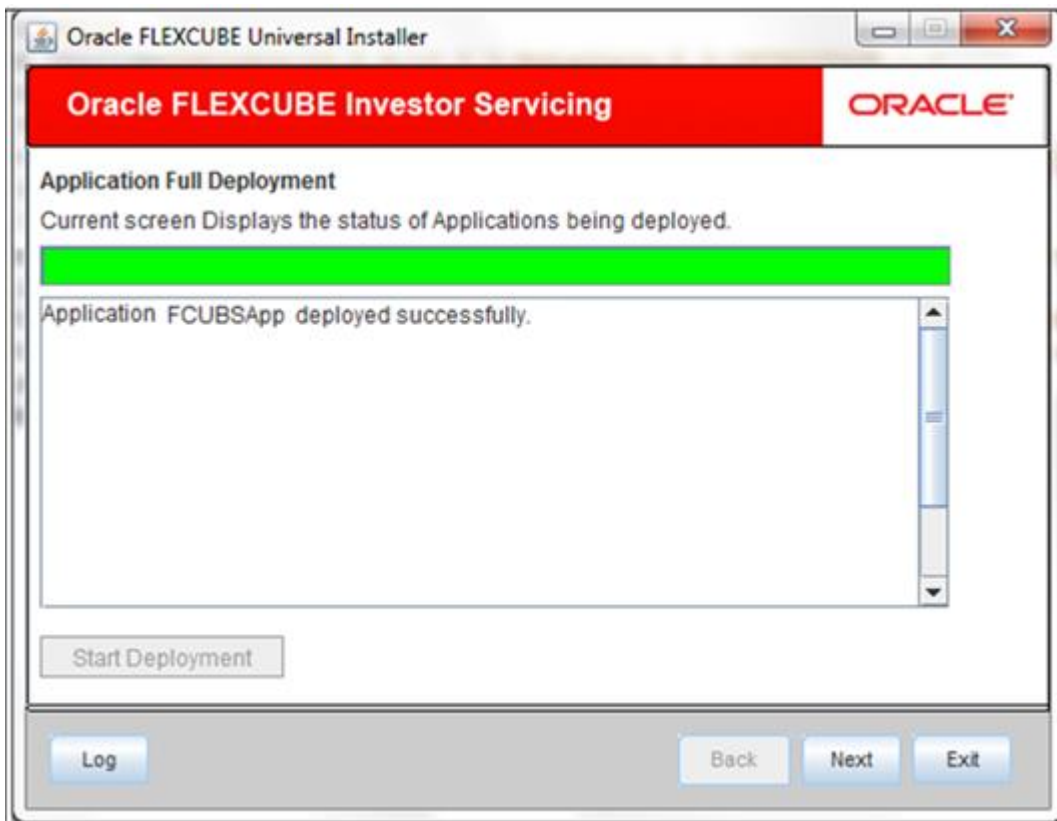 Oracle FLEXCUBE Universal Installer
Oracle FLEXCUBE Investor Servicing
ORACLE
Application Full Deployment
Current screen Displays the status of Applications being deployed.
Application FCUBSApp deployed successfully.
Start Deployment
Log
Back
Next
Exit